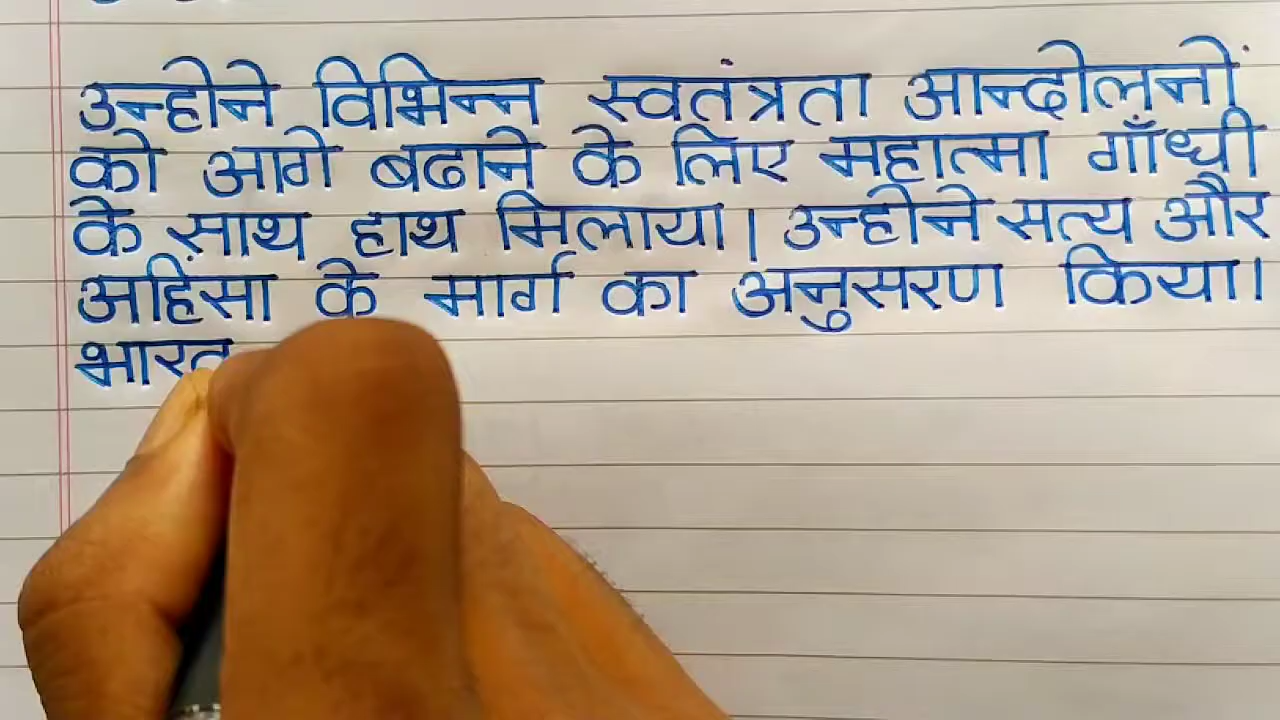 उन्होने विभिन्न स्वतंत्रता आन्दोलनों
को आगे बढाने के लिए महात्मा गाँधी
के साथ हाथ मिलाया। उन्होने सत्य और
अहिंसा के मार्ग का अनुसरण किया।
भारत